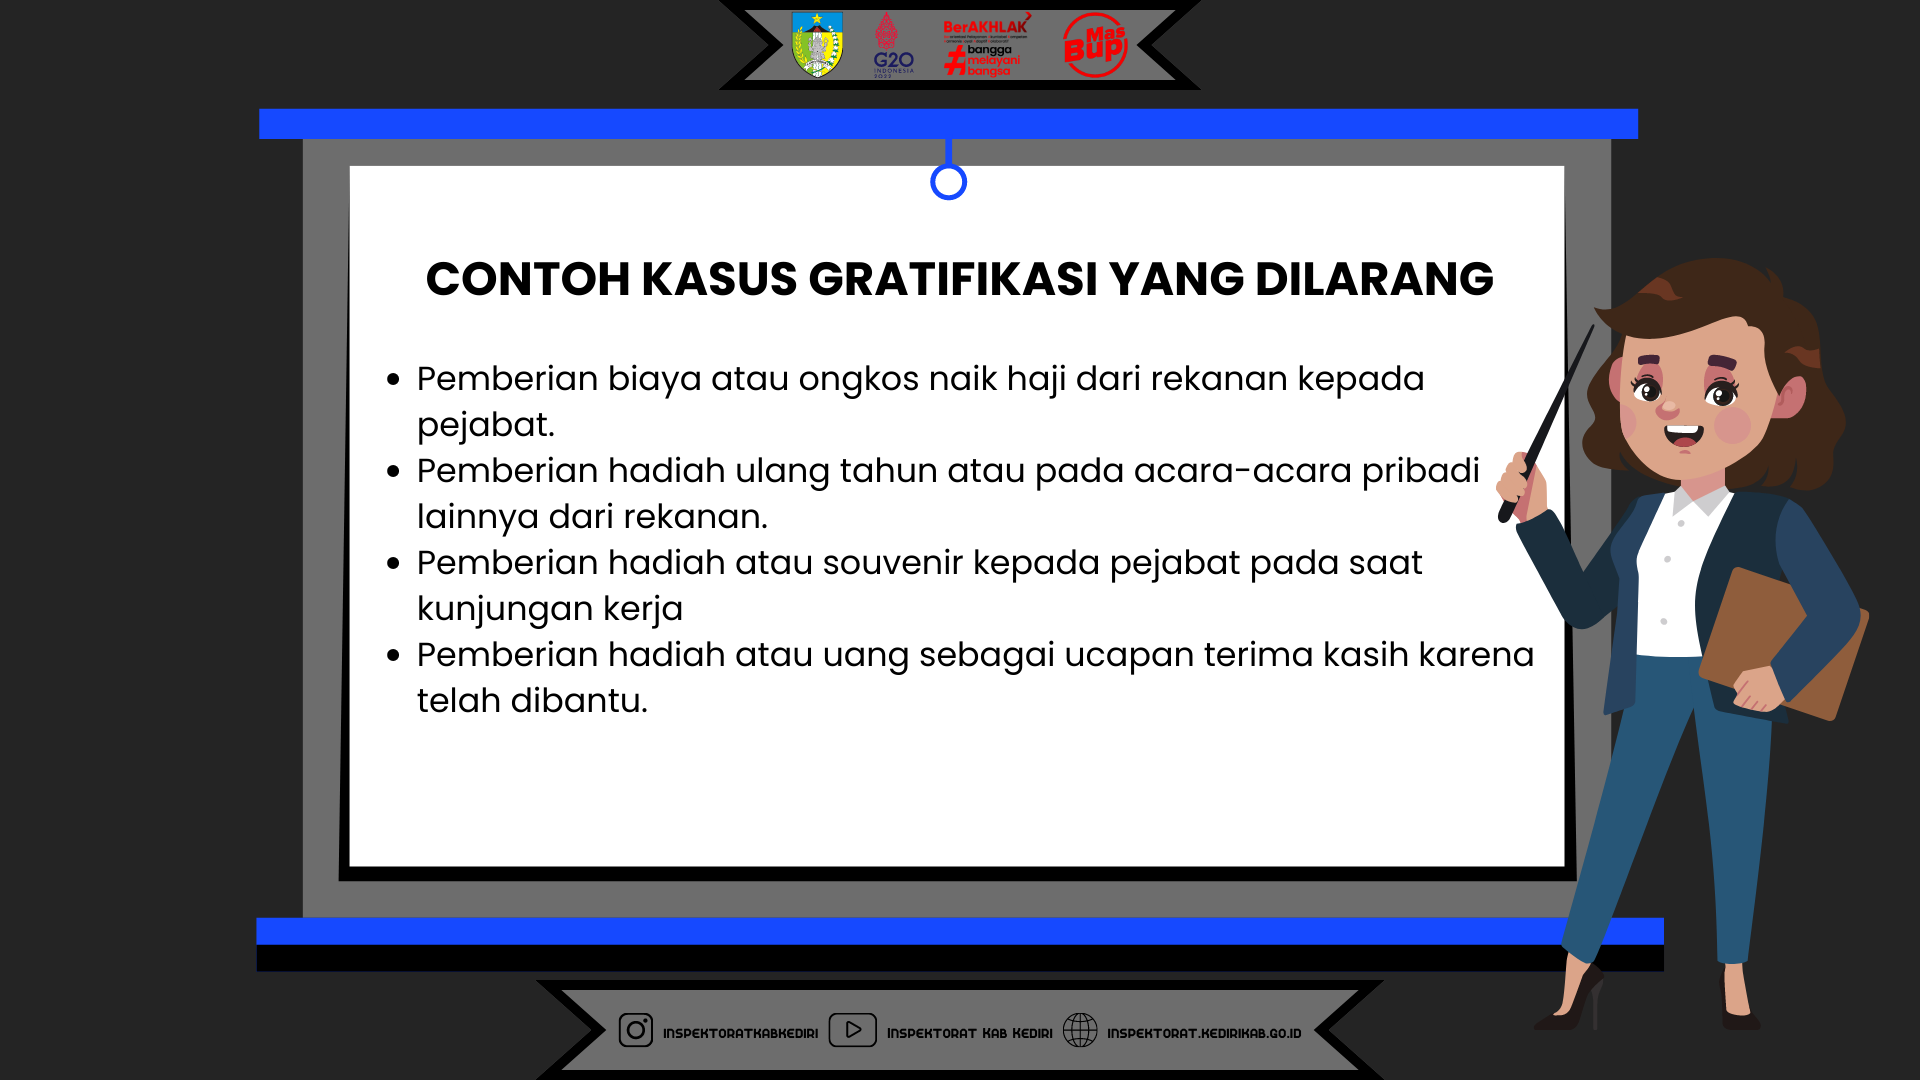 G20
INDONESIA
2022
BerAKHLAK
#bangga
melayani
bangsa
Mas
Bup
CONTOH KASUS GRATIFIKASI YANG DILARANG
• Pemberian biaya atau ongkos naik haji dari rekanan kepada
pejabat.
• Pemberian hadiah ulang tahun atau pada acara-acara pribadi
lainnya dari rekanan.
• Pemberian hadiah atau souvenir kepada pejabat pada saat
kunjungan kerja
• Pemberian hadiah atau uang sebagai ucapan terima kasih karena
telah dibantu.
INSPEKTORATKABKEDIRI
INSPEKTORAT KAB KEDIRI
INSPEKTORAT.KEDIRIKAB.GO.ID